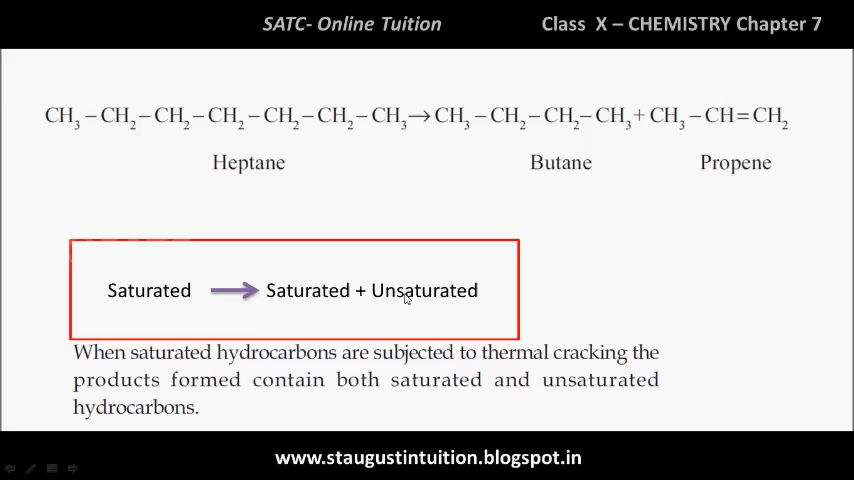 SATC- Online Tuition Class X – CHEMISTRY Chapter 7
CH₃ – CH₂ – CH₂ – CH₂ – CH₂ – CH₂ – CH₃ → CH₃ – CH₂ – CH₂ – CH₃ + CH₃ – CH = CH₂
Heptane Butane Propene
Saturated → Saturated + Unsaturated
When saturated hydrocarbons are subjected to thermal cracking the
products formed contain both saturated and unsaturated
hydrocarbons.
www.staugustintuition.blogspot.in